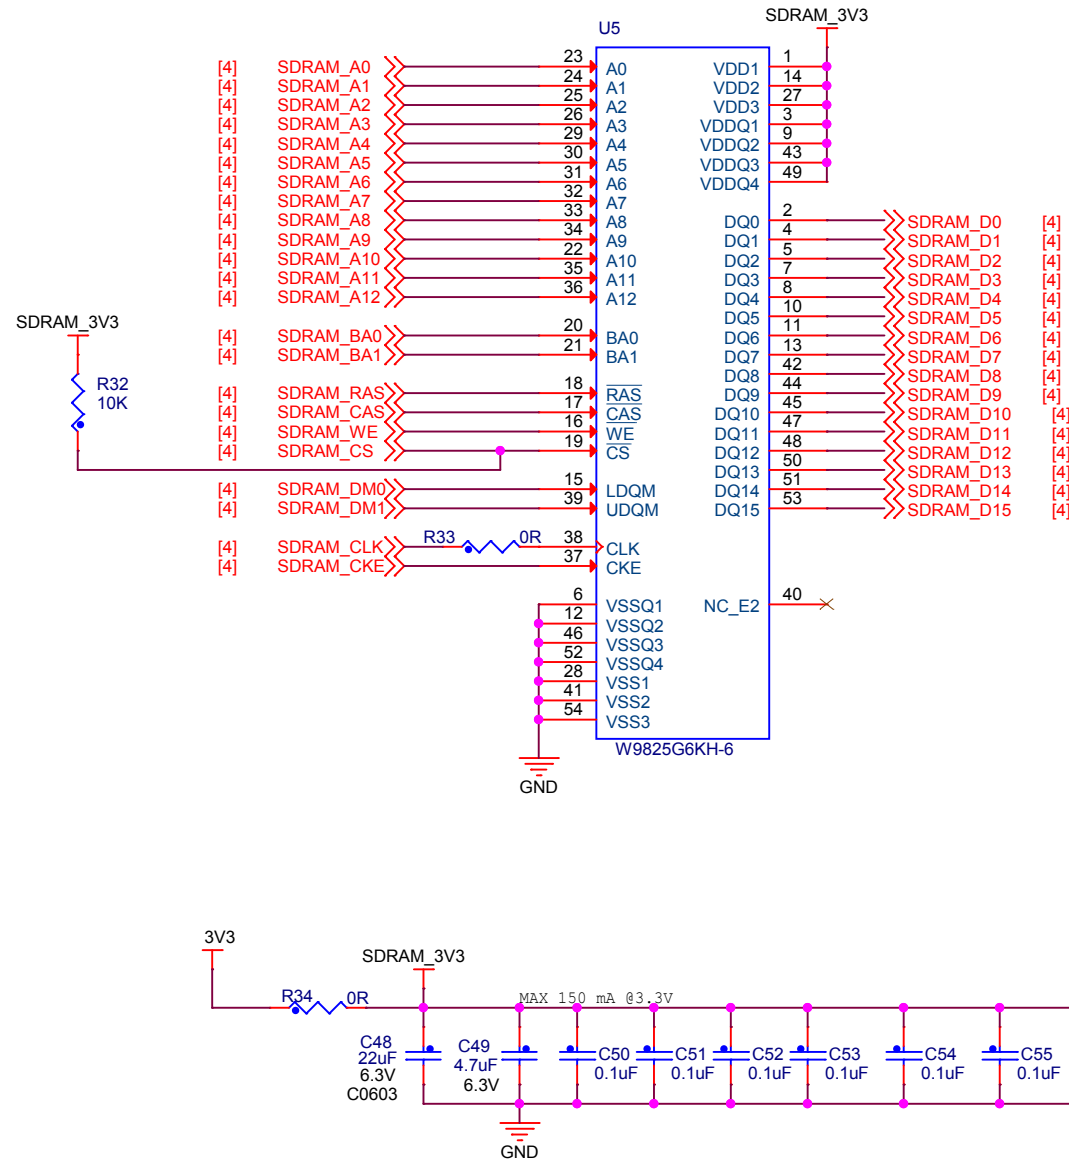 SDRAM_3V3
U5
[4] SDRAM_A0 23 A0 VDD1 1
[4] SDRAM_A1 24 A1 VDD2 14
[4] SDRAM_A2 25 A2 VDD3 27
[4] SDRAM_A3 26 A3 VDDQ1 3
[4] SDRAM_A4 29 A4 VDDQ2 9
[4] SDRAM_A5 30 A5 VDDQ3 43
[4] SDRAM_A6 31 A6 VDDQ4 49
[4] SDRAM_A7 32 A7
[4] SDRAM_A8 33 A8 DQ0 2 SDRAM_D0 [4]
[4] SDRAM_A9 34 A9 DQ1 4 SDRAM_D1 [4]
[4] SDRAM_A10 22 A10 DQ2 5 SDRAM_D2 [4]
[4] SDRAM_A11 35 A11 DQ3 7 SDRAM_D3 [4]
[4] SDRAM_A12 36 A12 DQ4 8 SDRAM_D4 [4]
DQ5 10 SDRAM_D5 [4]
SDRAM_3V3
[4] SDRAM_BA0 20 BA0 DQ6 11 SDRAM_D6 [4]
[4] SDRAM_BA1 21 BA1 DQ7 13 SDRAM_D7 [4]
DQ8 42 SDRAM_D8 [4]
R32
10K
[4] SDRAM_RAS 18 RAS DQ9 44 SDRAM_D9 [4]
[4] SDRAM_CAS 17 CAS DQ10 45 SDRAM_D10 [4]
[4] SDRAM_WE 16 WE DQ11 47 SDRAM_D11 [4]
[4] SDRAM_CS 19 CS DQ12 48 SDRAM_D12 [4]
DQ13 50 SDRAM_D13 [4]
[4] SDRAM_DM0 15 LDQM DQ14 51 SDRAM_D14 [4]
[4] SDRAM_DM1 39 UDQM DQ15 53 SDRAM_D15 [4]
[4] SDRAM_CLK R33 0R 38 CLK
[4] SDRAM_CKE 37 CKE
6 VSSQ1 NC_E2 40
12 VSSQ2
46 VSSQ3
52 VSSQ4
28 VSS1
41 VSS2
54 VSS3
W9825G6KH-6
GND
3V3
SDRAM_3V3
R34 0R
MAX 150 mA @3.3V
C48
22uF
6.3V
C0603
C49
4.7uF
6.3V
C50
0.1uF
C51
0.1uF
C52
0.1uF
C53
0.1uF
C54
0.1uF
C55
0.1uF
GND